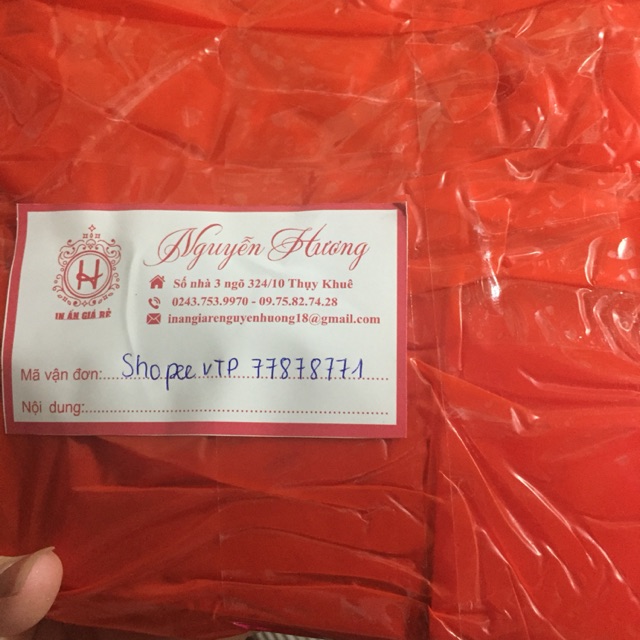 Nguyễn Hương
H
IN ẤN GIÁ RẺ
Số nhà 3 ngõ 324/10 Thụy Khuê
0243.753.9970 - 09.75.82.74.28
inangiarenguyenhuong18@gmail.com
Mã vận đơn: Shopee VTP 77878771
Nội dung: